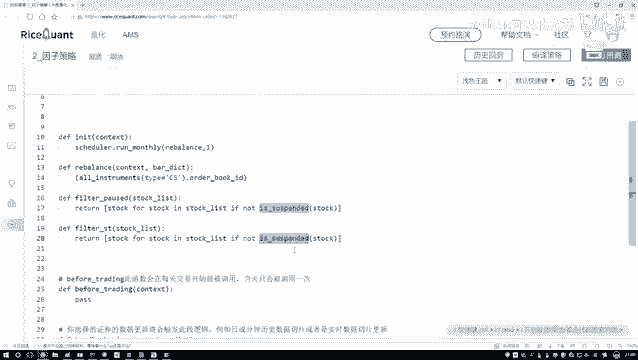 RiceQuant 量化 AMS 预约路演 帮助文档 社区
2_因子策略 历史回测 编译策略
浅色主题 默认快捷键
6
7
8
9
10 def init(context):
11 scheduler.run_monthly(rebalance,1)
12
13 def rebalance(context, bar_dict):
14 (all_instruments(type='CS').order_book_id)
15
16 def filter_paused(stock_list):
17 return [stock for stock in stock_list if not is_suspended(stock)]
18
19 def filter_st(stock_list):
20 return [stock for stock in stock_list if not is_suspended(stock)]
21
22
23
24 # before_trading此函数会在每天交易开始前被调用，当天只会被调用一次
25 def before_trading(context):
26 pass
27
28
29 # 你选择的证券的数据更新将会触发此段逻辑，例如日或分钟历史数据切片或者是实时数据切片更新